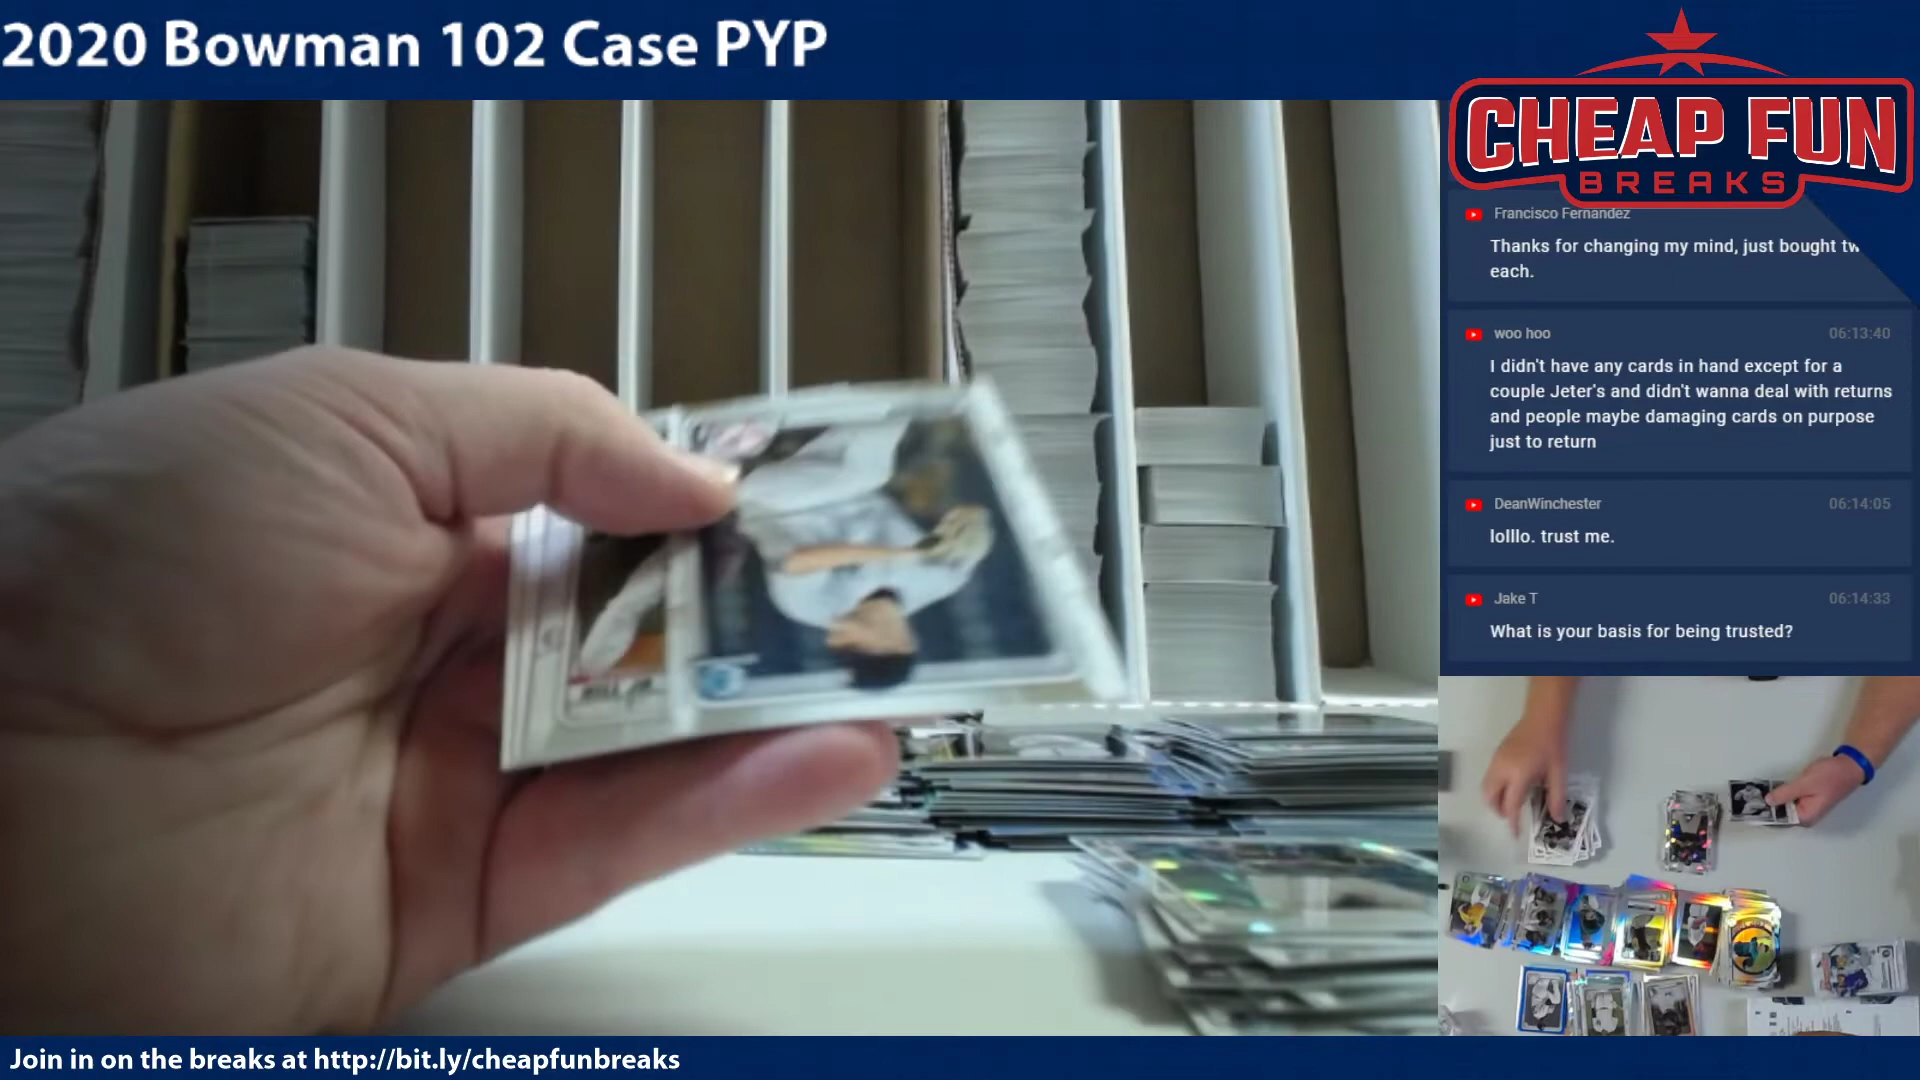 2020 Bowman 102 Case PYP
CHEAP FUN
BREAKS
Francisco Fernandez
Thanks for changing my mind, just bought
each.
woo hoo 06:13:40
I didn't have any cards in hand except for a
couple Jeter's and didn't wanna deal with returns
and people maybe damaging cards on purpose
just to return
DeanWinchester 06:14:05
lolllo. trust me.
Jake T 06:14:33
What is your basis for being trusted?
Join in on the breaks at http://bit.ly/cheapfunbreaks